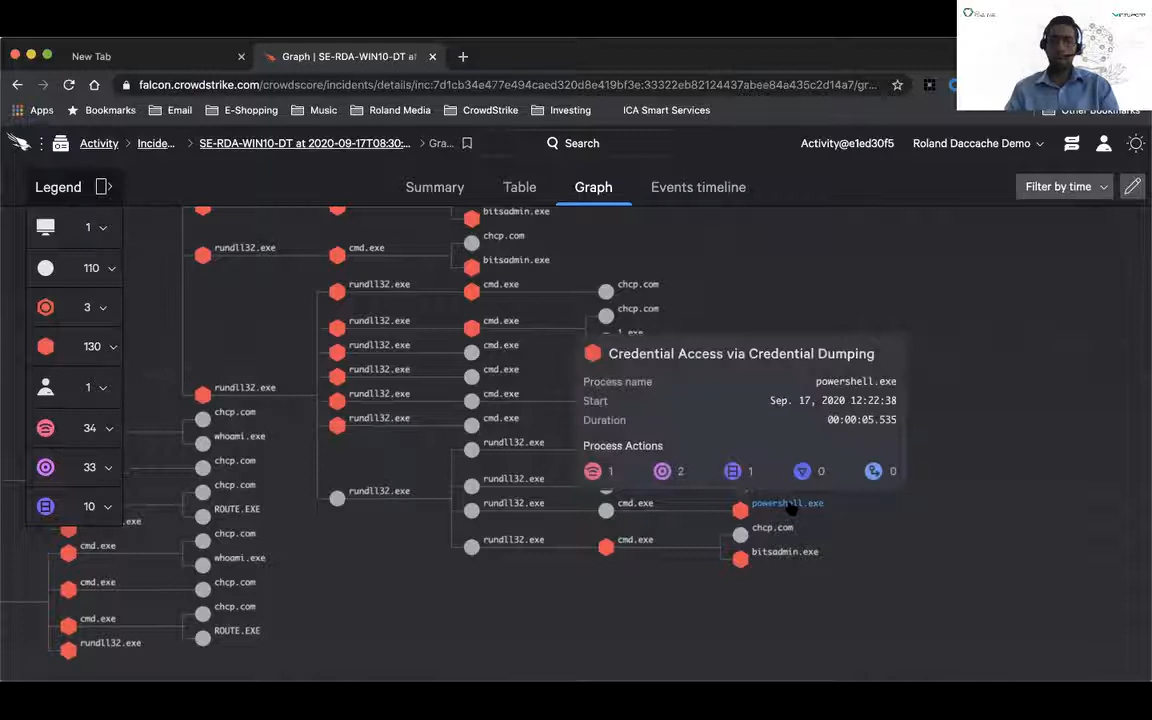 New Tab
Graph | SE-RDA-WIN10-DT at
falcon.crowdstrike.com/crowdscore/incidents/details/inc:7d1cb34e477e494caed320d8e419bf3e:33322eb82124437abee84a435c2d14a7/gr...
Apps Bookmarks Email E-Shopping Music Roland Media CrowdStrike Investing ICA Smart Services Other Bookmarks
Activity Incide... SE-RDA-WIN10-DT at 2020-09-17T08:30:... Gra... Search Activity@e1ed30f5 Roland Daccache Demo
Legend Summary Table Graph Events timeline Filter by time
bitsadmin.exe
1
chcp.com
rundll32.exe cmd.exe
bitsadmin.exe
110
rundll32.exe cmd.exe chcp.com
3
chcp.com
rundll32.exe cmd.exe
1.exe
130
rundll32.exe cmd.exe
Credential Access via Credential Dumping
rundll32.exe cmd.exe
Process name powershell.exe
1
rundll32.exe
rundll32.exe cmd.exe
Start Sep. 17, 2020 12:22:38
chcp.com
rundll32.exe cmd.exe
Duration 00:00:05.535
34
whoami.exe
rundll32.exe
Process Actions
chcp.com
33
1 2 1 0 0
rundll32.exe
chcp.com
rundll32.exe
10
ROUTE.EXE
rundll32.exe cmd.exe powershell.exe
.exe
chcp.com
chcp.com
cmd.exe
rundll32.exe cmd.exe
bitsadmin.exe
whoami.exe
cmd.exe chcp.com
chcp.com
cmd.exe
ROUTE.EXE
rundll32.exe